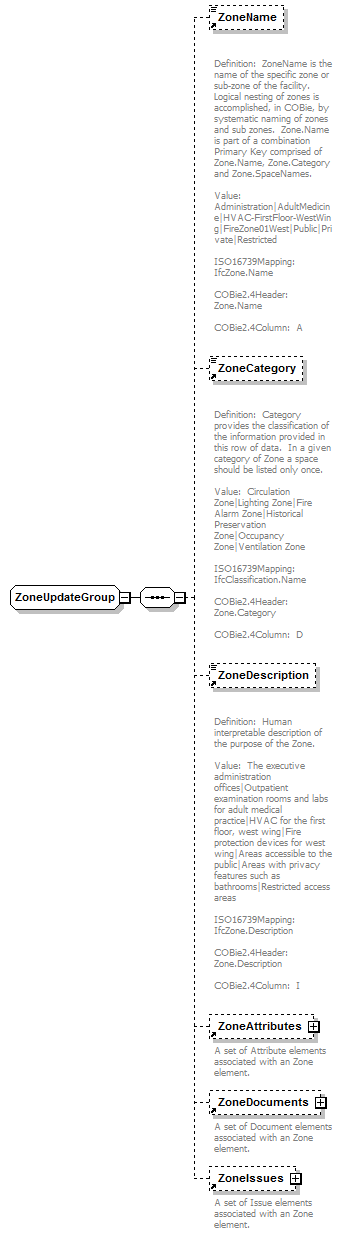 ZoneName
Definition:  ZoneName is the
name of the specific zone or
sub-zone of the facility.
Logical nesting of zones is
accomplished, in COBie, by
systematic naming of zones
and sub zones.  Zone.Name
is part of a combination
Primary Key comprised of
Zone.Name, Zone.Category
and Zone.SpaceNames.
Value:
Administration|AdultMedicin
e|HVAC-FirstFloor-WestWin
g|FireZone01West|Public|Pri
vate|Restricted
ISO16739Mapping:
IfcZone.Name
COBie2.4Header:
Zone.Name
COBie2.4Column:  A
ZoneCategory
Definition:  Category
provides the classification of
the information provided in
this row of data.  In a given
category of Zone a space
should be listed only once.
Value:  Circulation
Zone|Lighting Zone|Fire
Alarm Zone|Historical
Preservation
Zone|Occupancy
Zone|Ventilation Zone
ISO16739Mapping:
IfcClassification.Name
COBie2.4Header:
Zone.Category
COBie2.4Column:  D
ZoneUpdateGroup
ZoneDescription
Definition:  Human
interpretable description of
the purpose of the Zone.
Value:  The executive
administration
offices|Outpatient
examination rooms and labs
for adult medical
practice|HVAC for the first
floor, west wing|Fire
protection devices for west
wing|Areas accessible to the
public|Areas with privacy
features such as
bathrooms|Restricted access
areas
ISO16739Mapping:
IfcZone.Description
COBie2.4Header:
Zone.Description
COBie2.4Column:  I
ZoneAttributes
A set of Attribute elements
associated with an Zone
element.
ZoneDocuments
A set of Document elements
associated with an Zone
element.
ZoneIssues
A set of Issue elements
associated with an Zone
element.